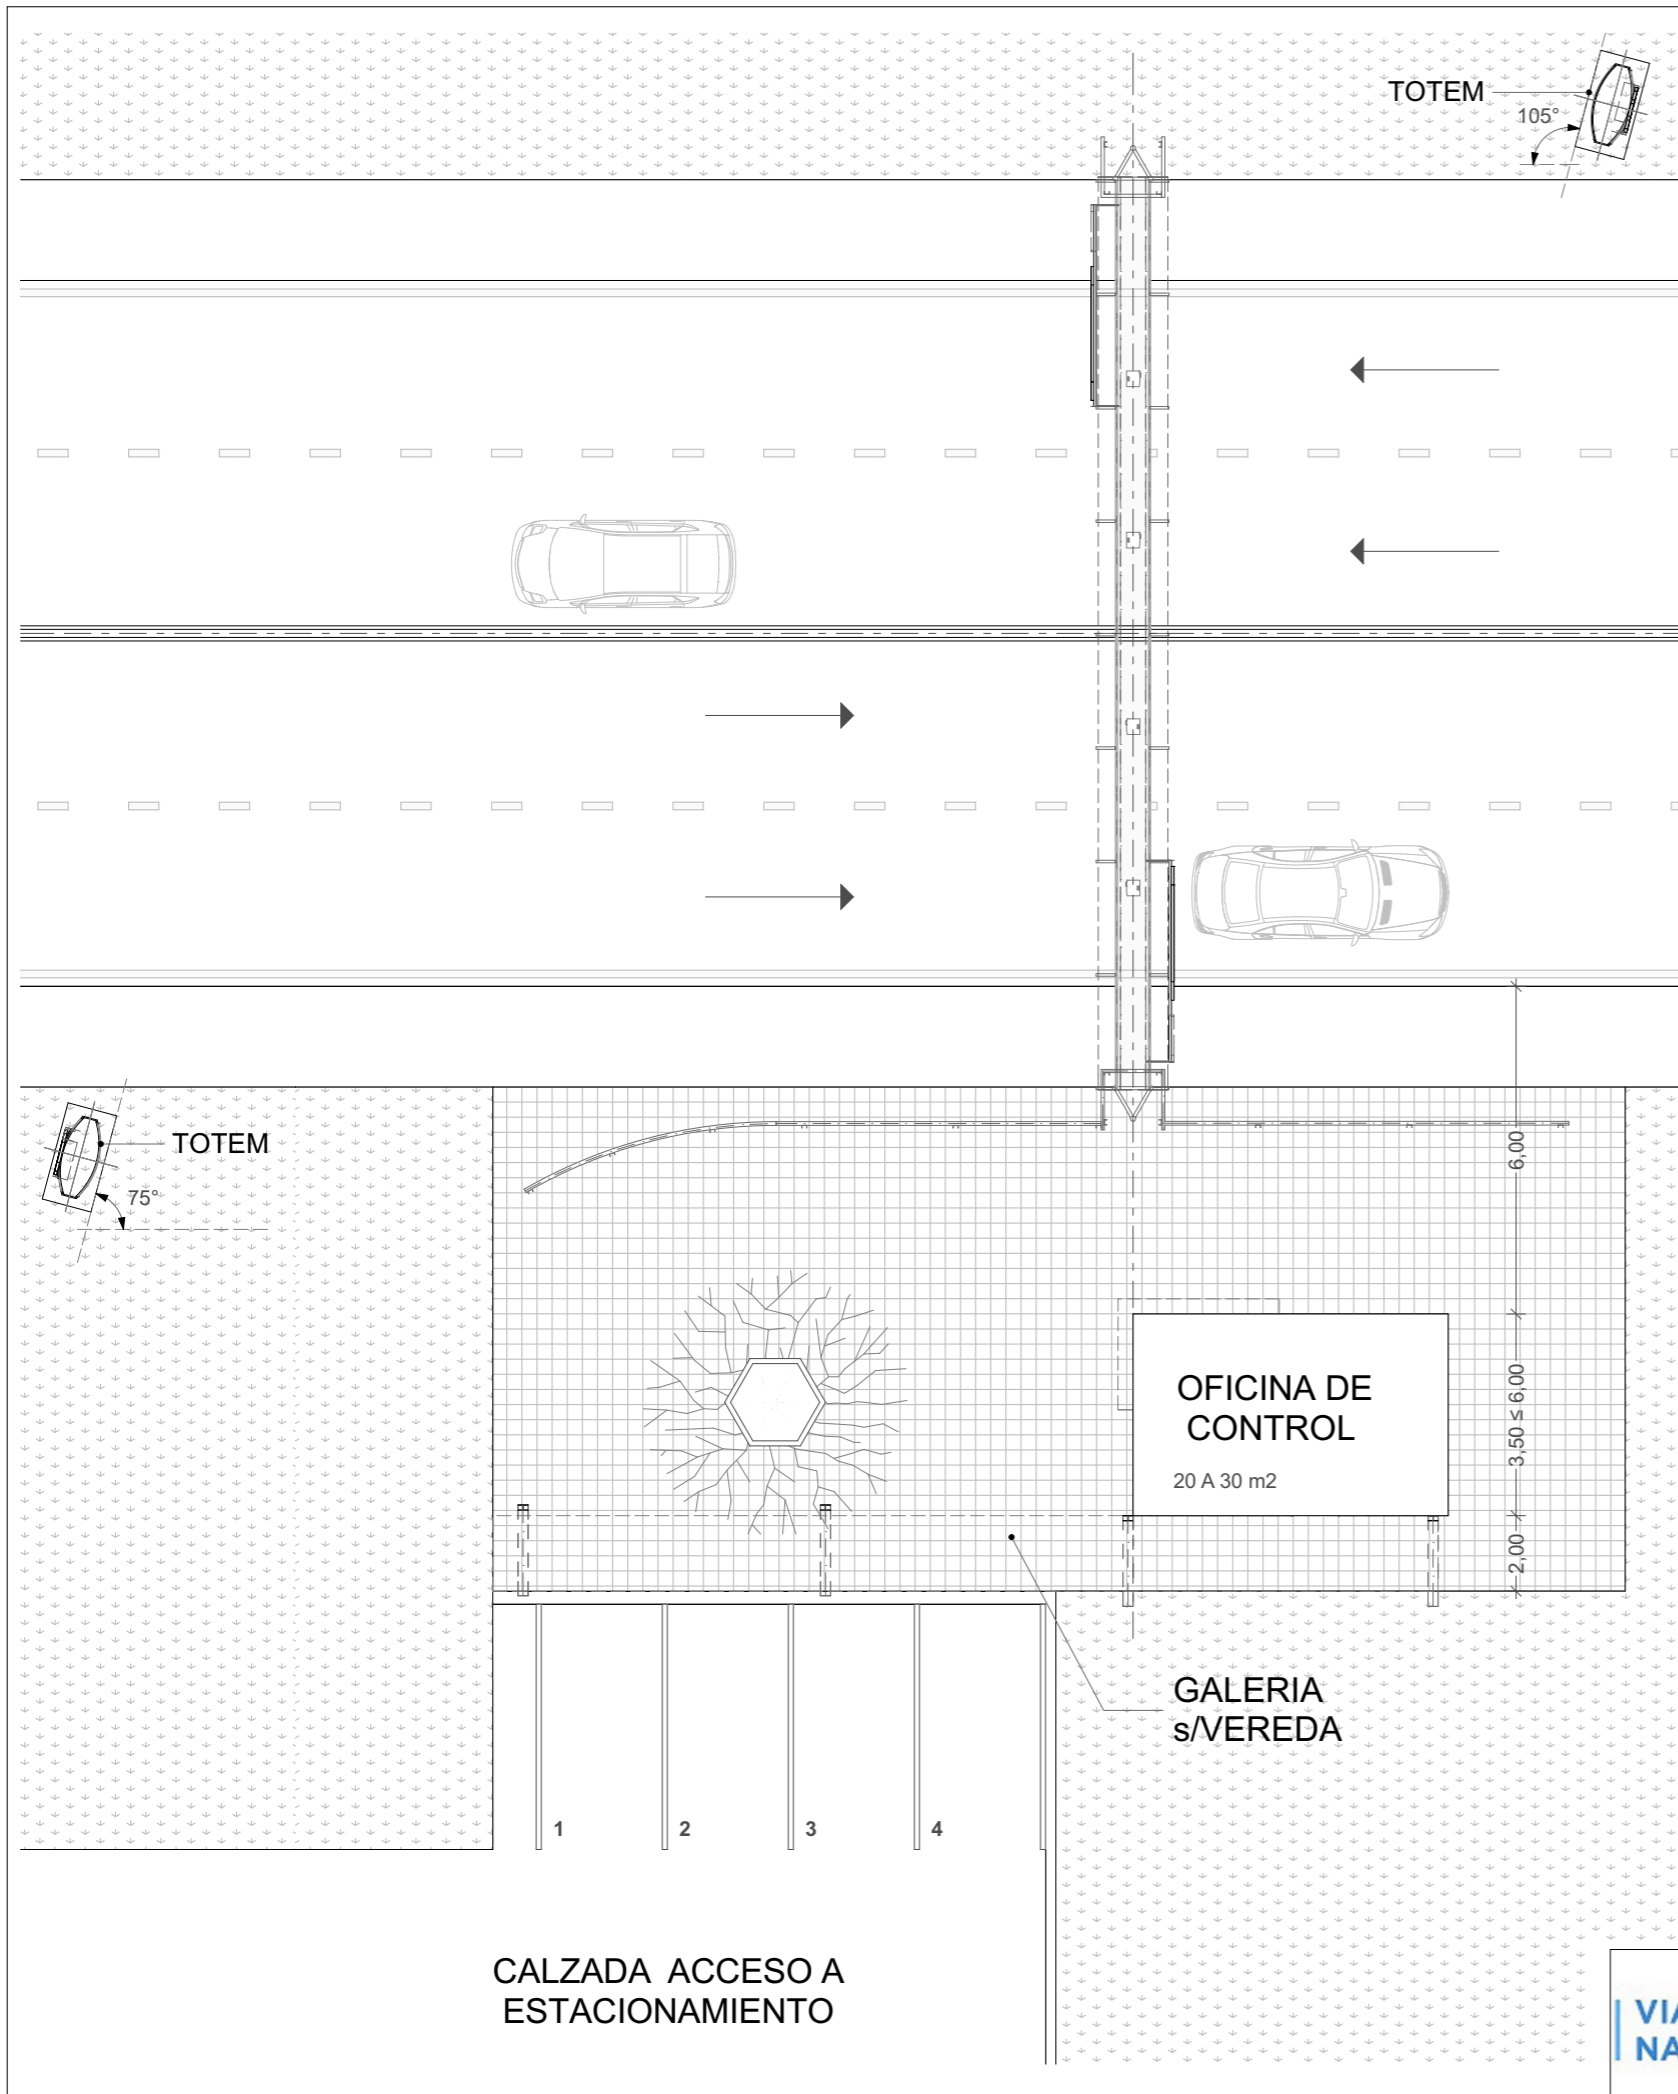 TOTEM
105°
TOTEM
75°
6,00
OFICINA DE
CONTROL
20 A 30 m2
3,50 ≤ 6,00
2,00
GALERIA
s/VEREDA
1 2 3 4
CALZADA ACCESO A
ESTACIONAMIENTO